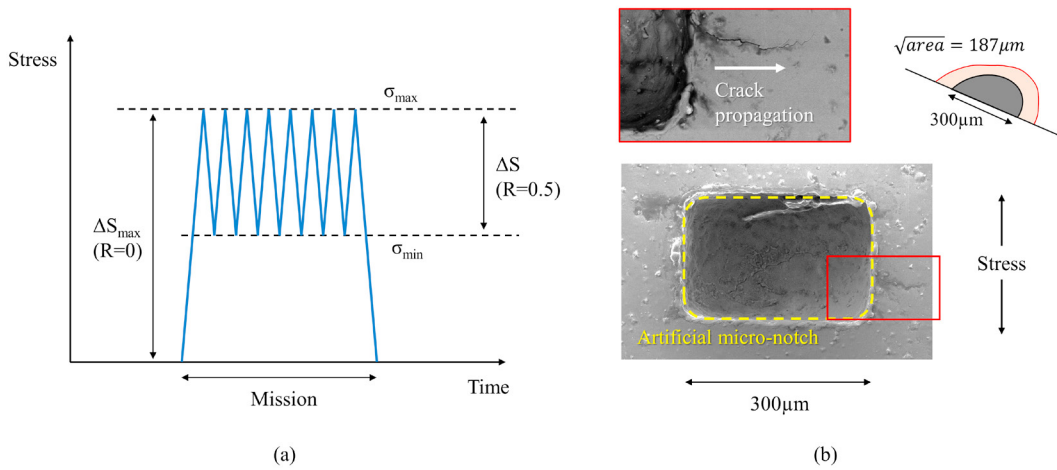 Stress
σmax
ΔS
(R=0.5)
ΔSmax
(R=0)
σmin
Time
Mission
(a)
Crack
propagation
√area = 187μm
300μm
Stress
Artificial micro-notch
300μm
(b)